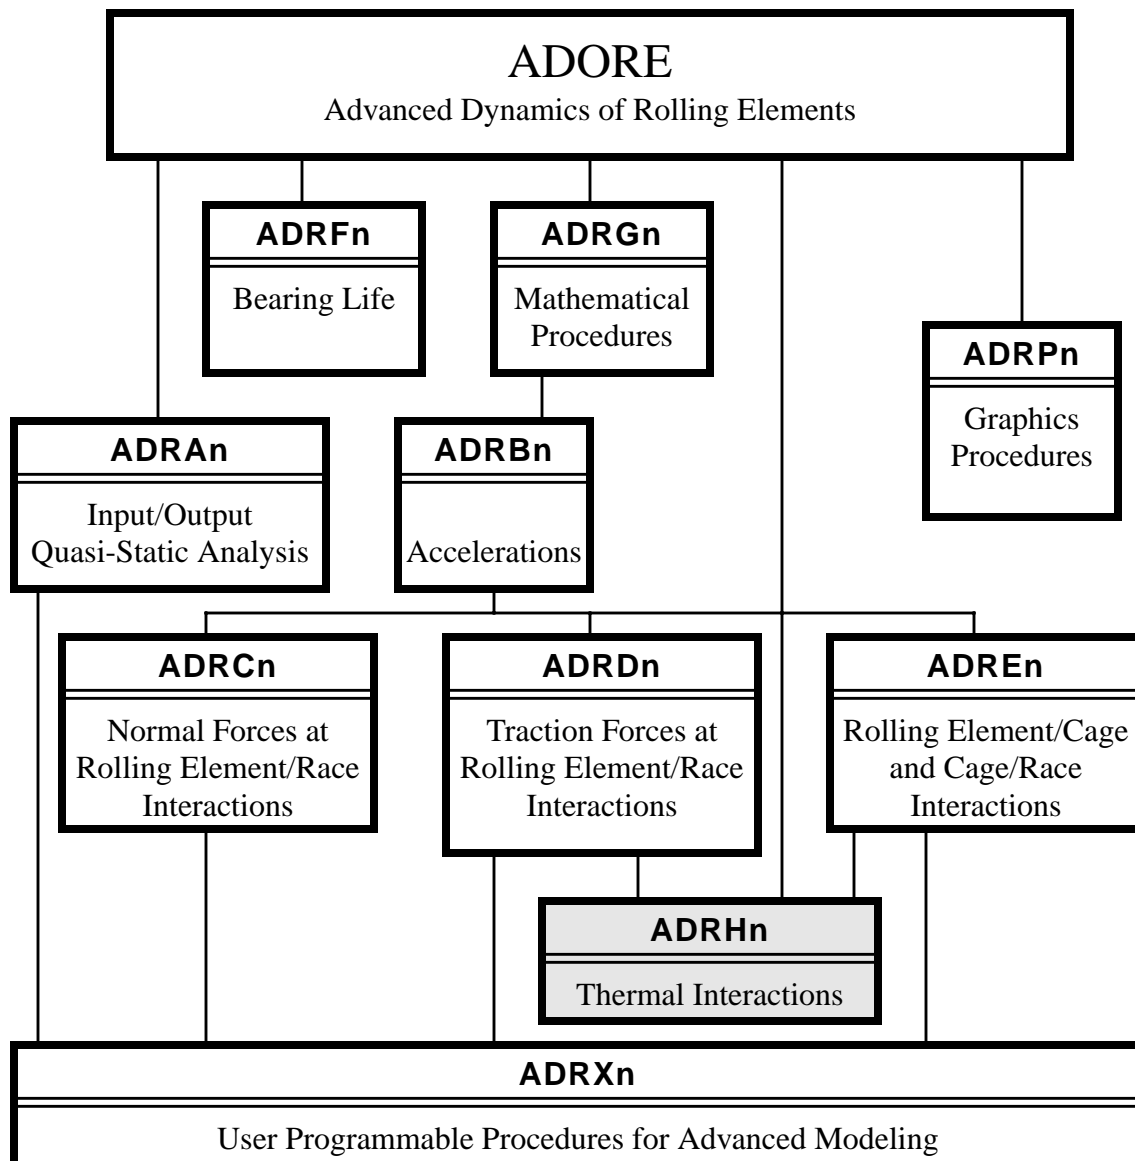 ADORE
Advanced Dynamics of Rolling Elements
ADRFn
Bearing Life
ADRGn
Mathematical
Procedures
ADRPn
Graphics
Procedures
ADRAn
Input/Output
Quasi-Static Analysis
ADRBn
Accelerations
ADRCn
Normal Forces at
Rolling Element/Race
Interactions
ADRDn
Traction Forces at
Rolling Element/Race
Interactions
ADREn
Rolling Element/Cage
and Cage/Race
Interactions
ADRHn
Thermal Interactions
ADRXn
User Programmable Procedures for Advanced Modeling